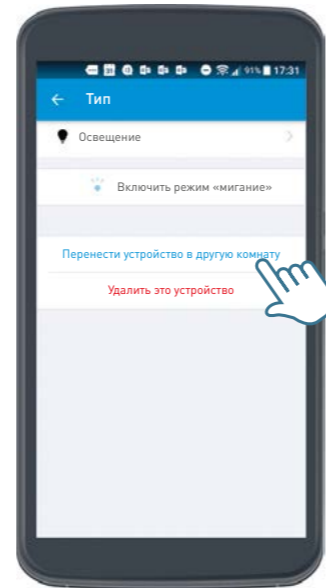 91% 17:31
Тип
Освещение
Включить режим «мигание»
Перенести устройство в другую комнату
Удалить это устройство